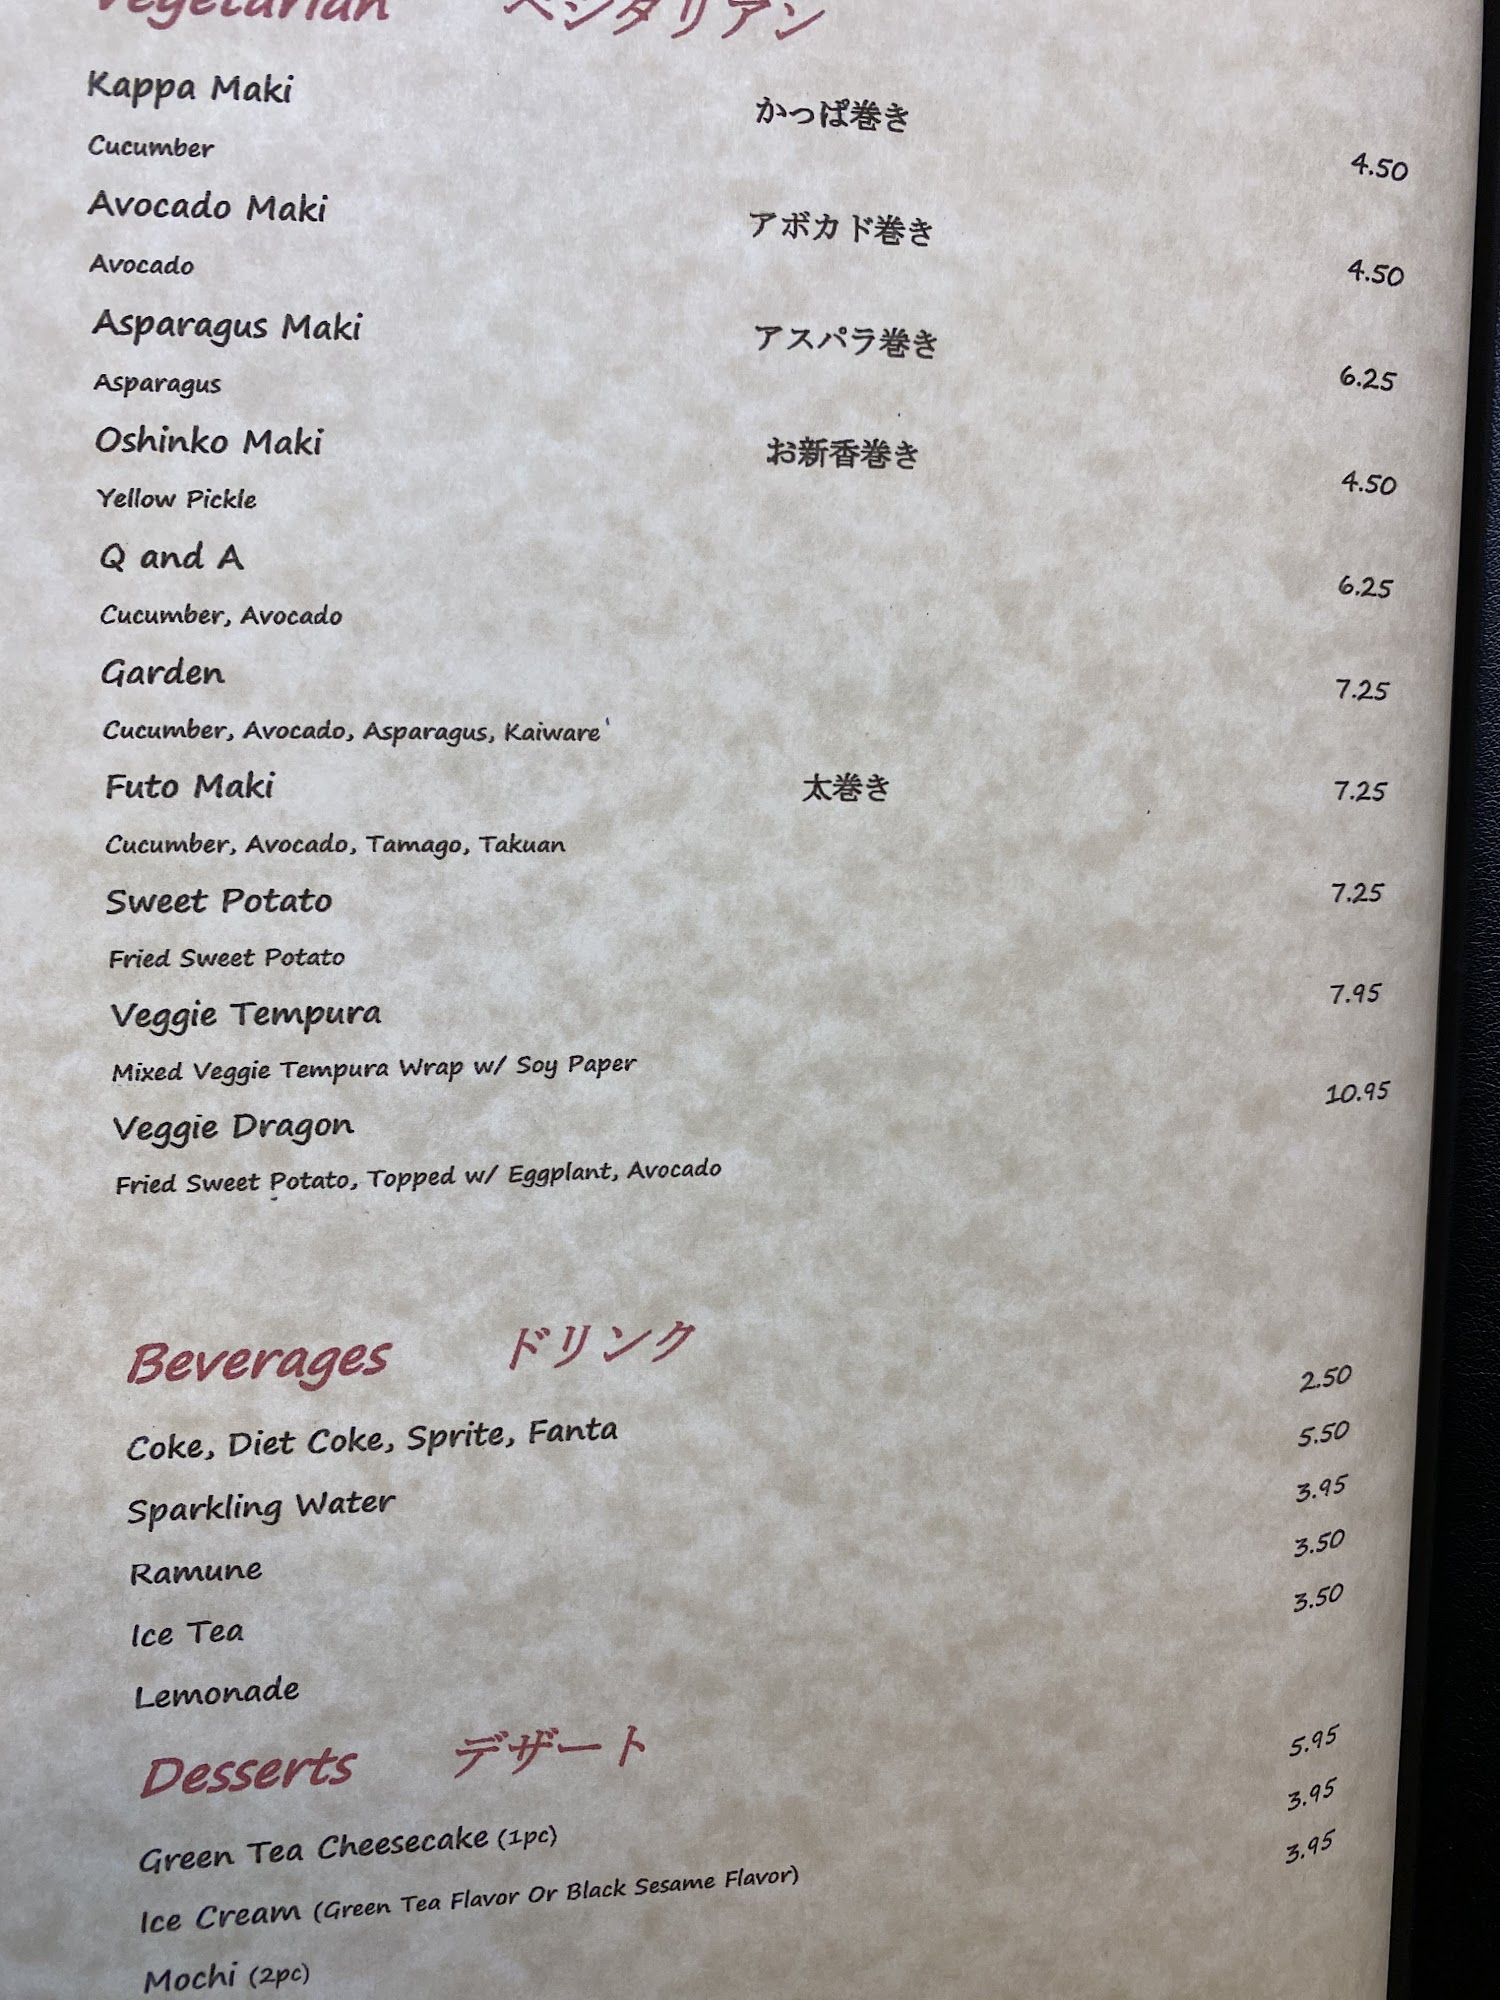 Vegetarian ベジタリアン
Kappa Maki かっぱ巻き 4.50
Cucumber
Avocado Maki アボカド巻き 4.50
Avocado
Asparagus Maki アスパラ巻き 6.25
Asparagus
Oshinko Maki お新香巻き 4.50
Yellow Pickle
Q and A 6.25
Cucumber, Avocado
Garden 7.25
Cucumber, Avocado, Asparagus, Kaiware'
Futo Maki 太巻き 7.25
Cucumber, Avocado, Tamago, Takuan
Sweet Potato 7.25
Fried Sweet Potato
Veggie Tempura 7.95
Mixed Veggie Tempura Wrap w/ Soy Paper
Veggie Dragon 10.95
Fried Sweet Potato, Topped w/ Eggplant, Avocado
Beverages ドリンク
Coke, Diet Coke, Sprite, Fanta 2.50
Sparkling Water 5.50
Ramune 3.95
Ice Tea 3.50
Lemonade 3.50
Desserts デザート
Green Tea Cheesecake (1pc) 5.95
Ice Cream (Green Tea Flavor Or Black Sesame Flavor) 3.95
Mochi (2pc) 3.95